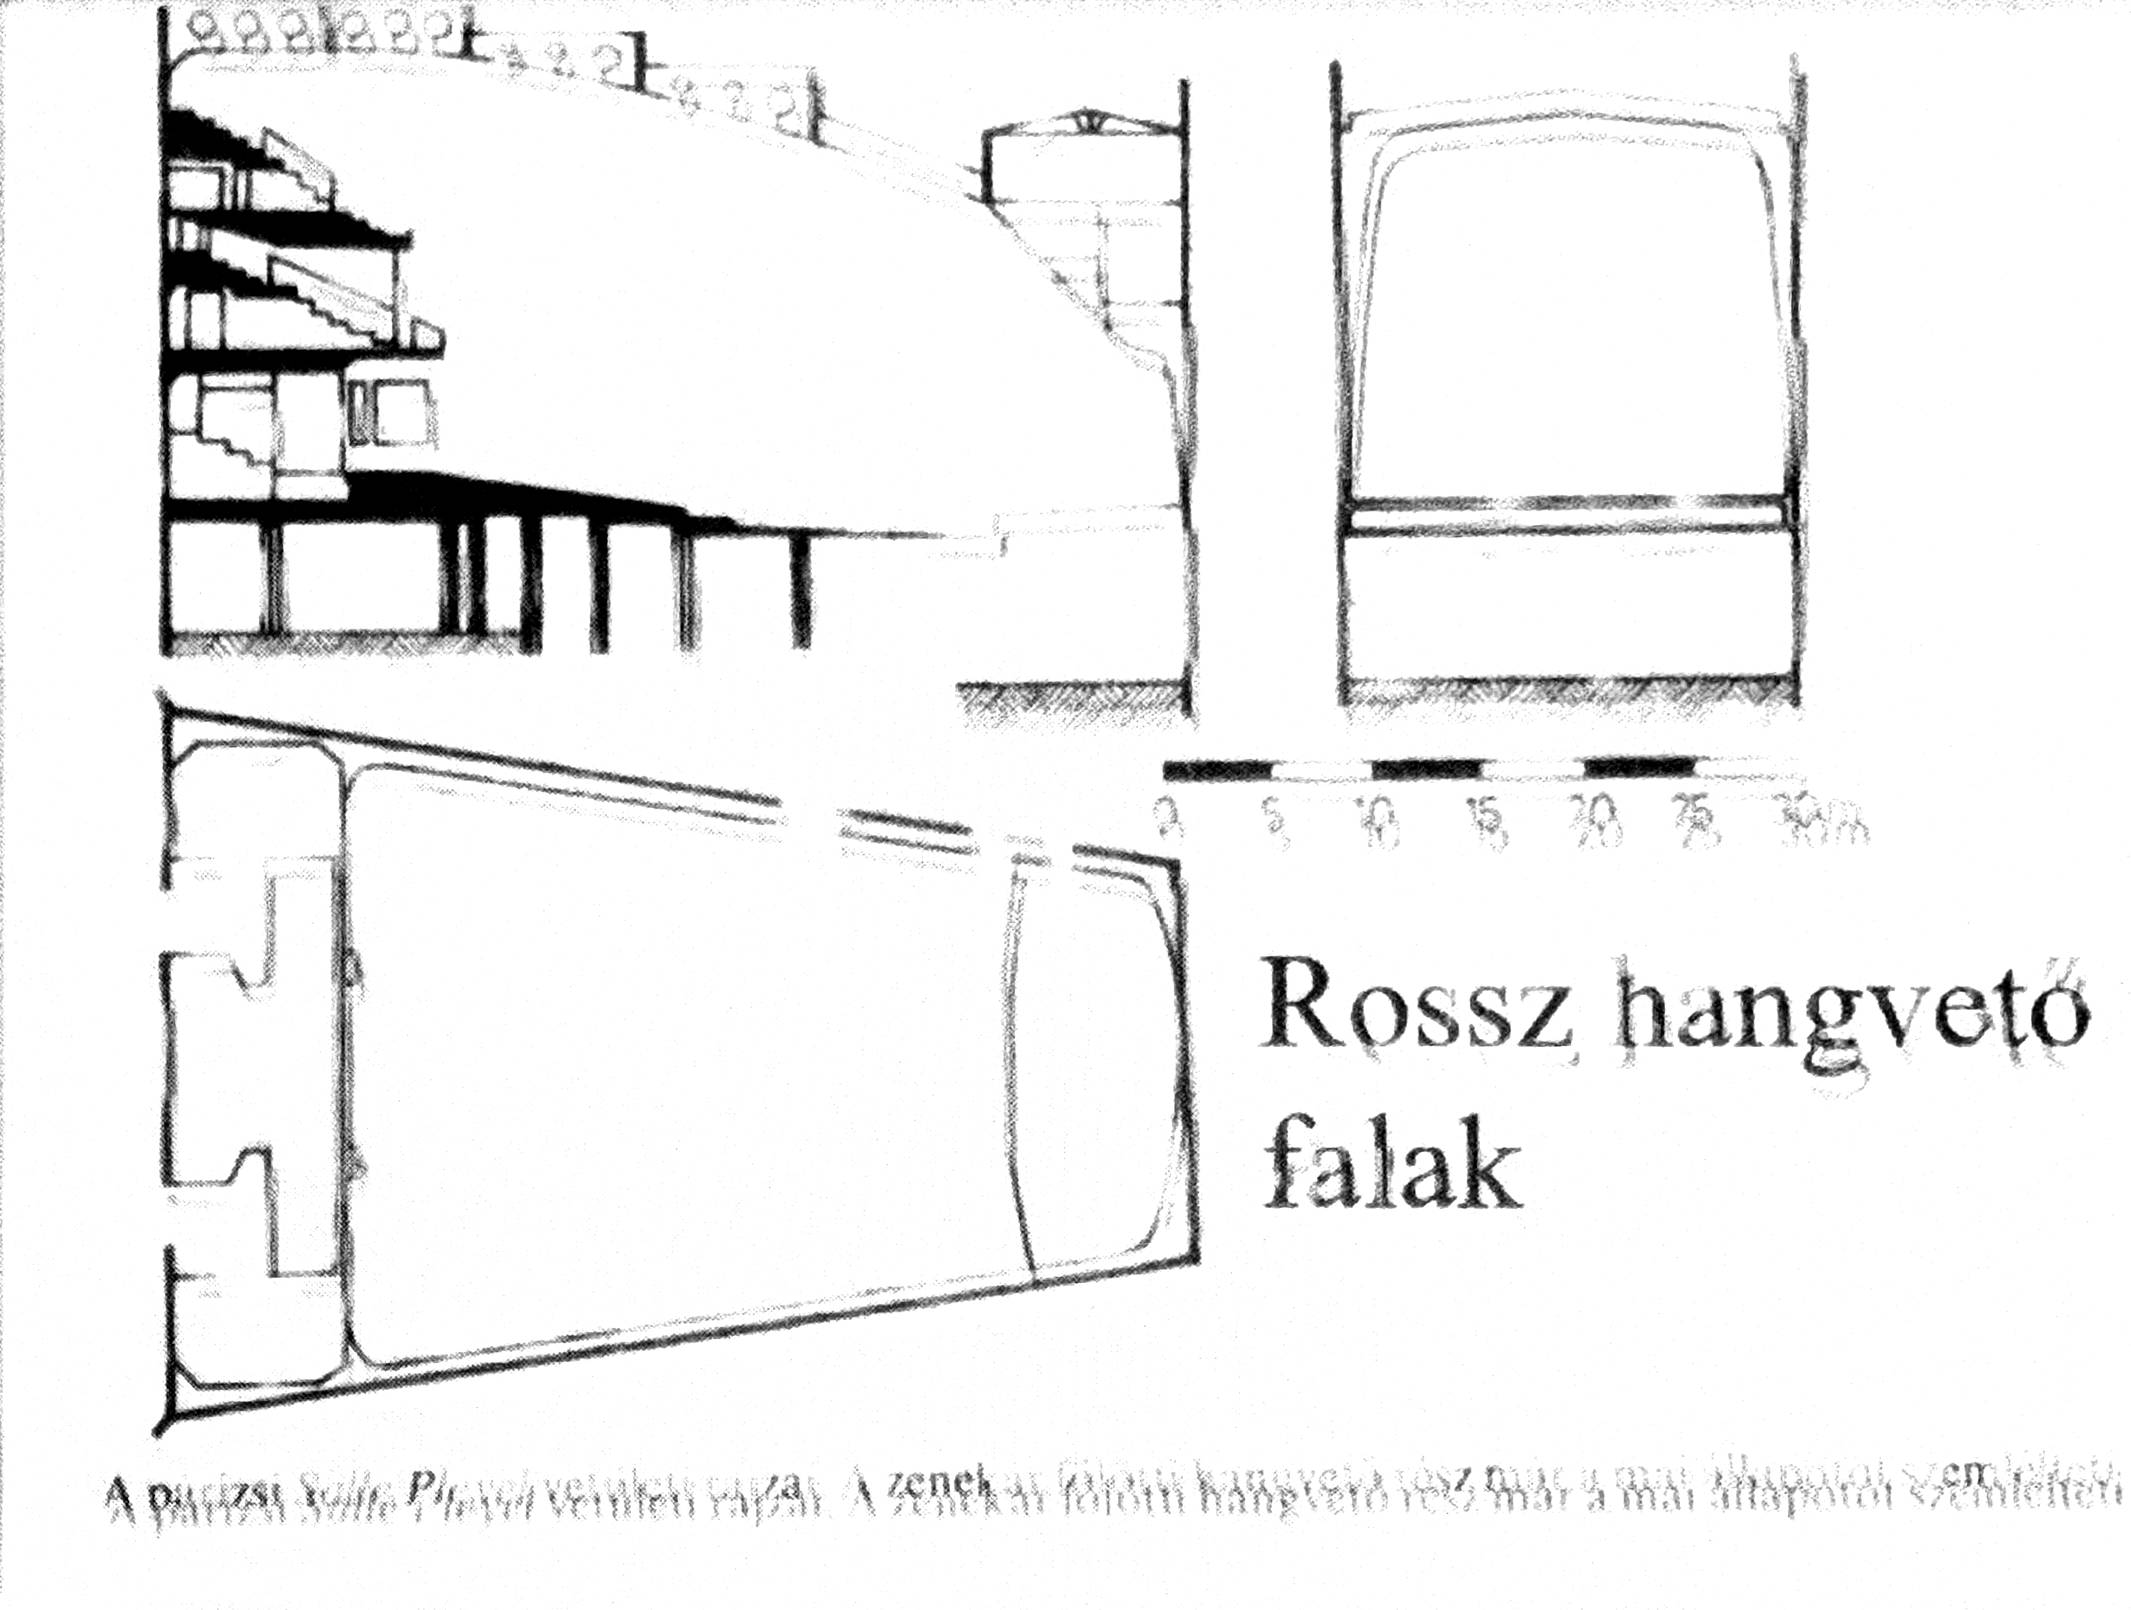 0 5 10 15 20 25 30m
Rossz hangvető
falak
A párizsi Salle Pleyel vetületi rajzai. A zenekar fölötti hangvető rész már a mai állapotot szemlélteti